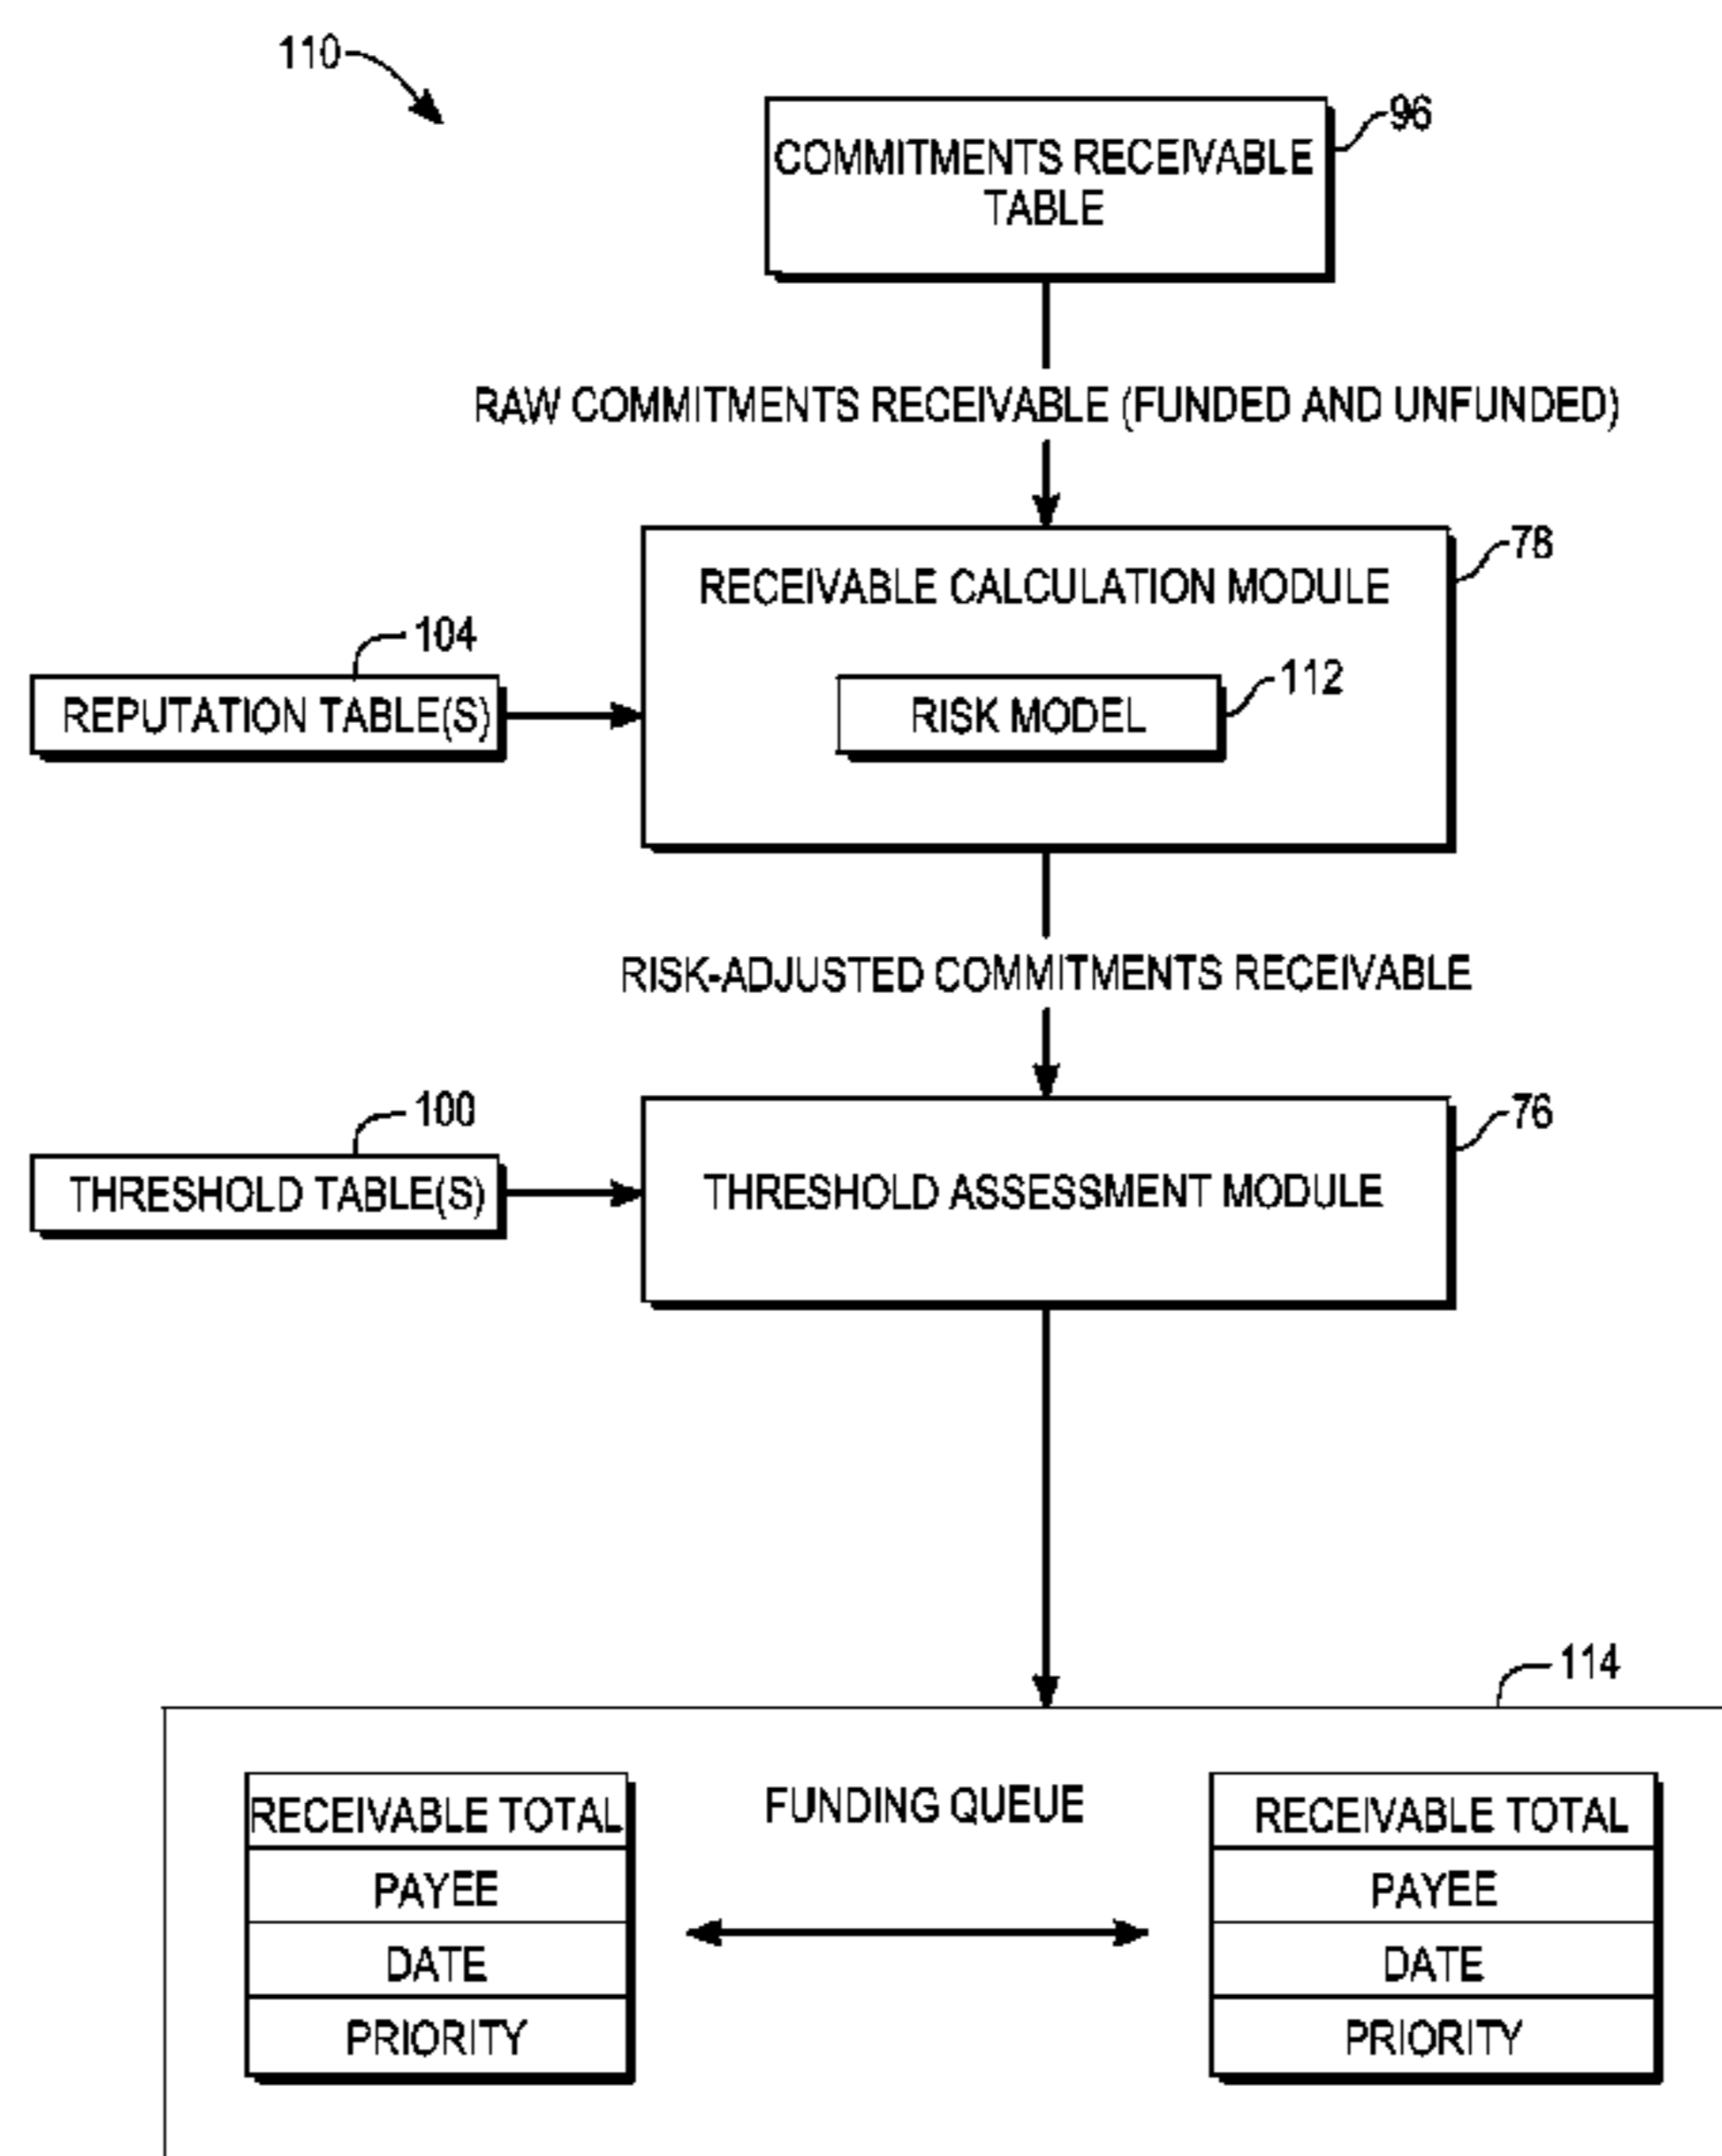 110
96
COMMITMENTS RECEIVABLE
TABLE
RAW COMMITMENTS RECEIVABLE (FUNDED AND UNFUNDED)
78
RECEIVABLE CALCULATION MODULE
104
112
REPUTATION TABLE(S)
RISK MODEL
RISK-ADJUSTED COMMITMENTS RECEIVABLE
100
76
THRESHOLD TABLE(S)
THRESHOLD ASSESSMENT MODULE
114
FUNDING QUEUE
RECEIVABLE TOTAL
PAYEE
DATE
PRIORITY
RECEIVABLE TOTAL
PAYEE
DATE
PRIORITY